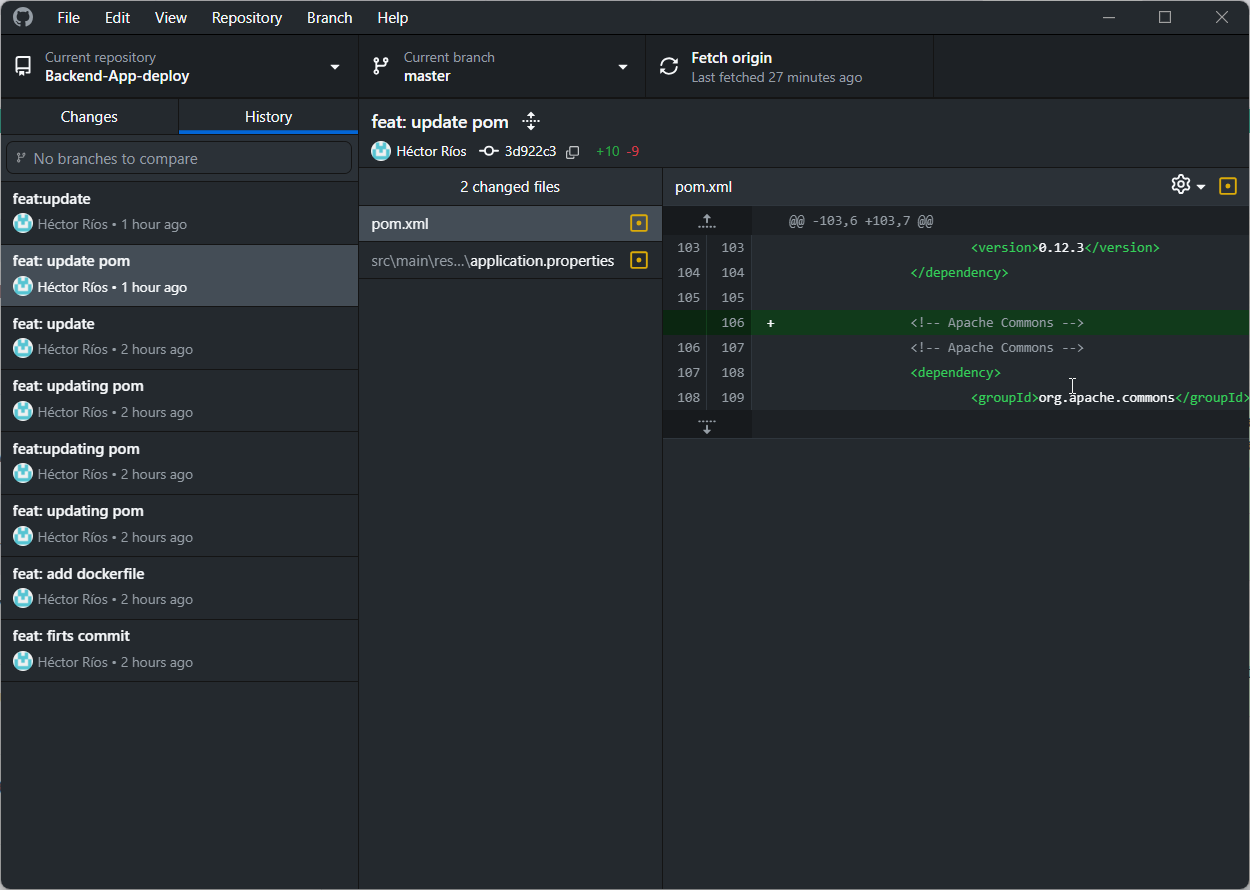 File Edit View Repository Branch Help
Current repository
Backend-App-deploy
Current branch
master
Fetch origin
Last fetched 27 minutes ago
Changes
History
No branches to compare
feat:update
Héctor Ríos • 1 hour ago
feat: update pom
Héctor Ríos • 1 hour ago
feat: update
Héctor Ríos • 2 hours ago
feat: updating pom
Héctor Ríos • 2 hours ago
feat:updating pom
Héctor Ríos • 2 hours ago
feat: updating pom
Héctor Ríos • 2 hours ago
feat: add dockerfile
Héctor Ríos • 2 hours ago
feat: firts commit
Héctor Ríos • 2 hours ago
feat: update pom
Héctor Ríos 3d922c3 +10 -9
2 changed files
pom.xml
src\main\res...\application.properties
pom.xml
@@ -103,6 +103,7 @@
103 103 <version>0.12.3</version>
104 104 </dependency>
105 105
106 + <!-- Apache Commons -->
106 107 <!-- Apache Commons -->
107 108 <dependency>
108 109 <groupId>org.apache.commons</groupId>